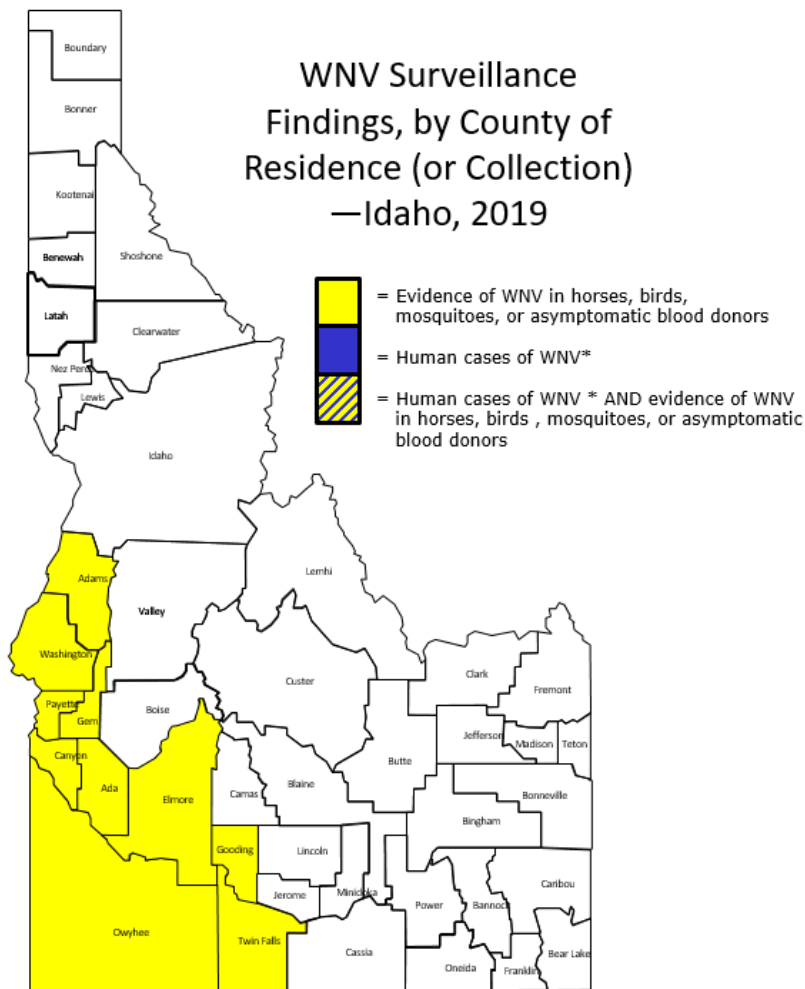 WNV Surveillance
Findings, by County of
Residence (or Collection)
—Idaho, 2019
= Evidence of WNV in horses, birds,
mosquitoes, or asymptomatic blood donors
= Human cases of WNV*
= Human cases of WNV * AND evidence of WNV
in horses, birds , mosquitoes, or asymptomatic
blood donors
Boundary
Bonner
Kootenai
Benewah
Shoshone
Latah
Clearwater
Nez Perc
Lewis
Idaho
Adams
Lemhi
Valley
Washington
Custer
Clark
Fremont
Payette
Gem
Boise
Jefferson
Madison
Teton
Canyon
Ada
Elmore
Camas
Blaine
Butte
Bonneville
Bingham
Gooding
Lincoln
Jerome
Minidoka
Power
Bannock
Caribou
Owyhee
Twin Falls
Cassia
Oneida
Franklin
Bear Lake